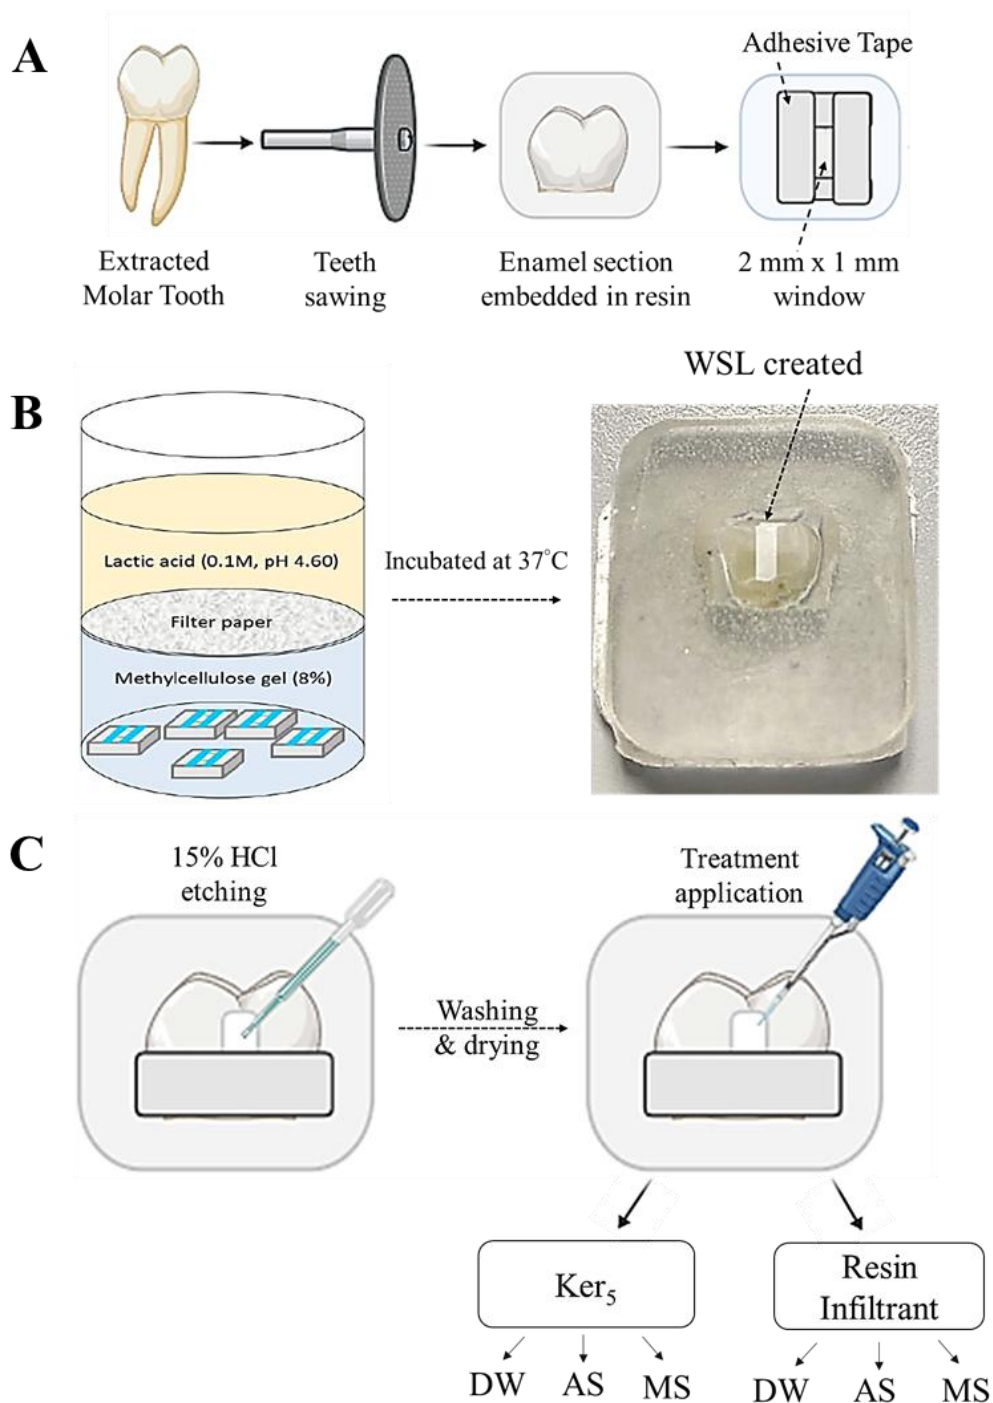 A
Adhesive Tape
Extracted
Molar Tooth
Teeth
sawing
Enamel section
embedded in resin
2 mm x 1 mm
window
B
WSL created
Lactic acid (0.1M, pH 4.60)
Filter paper
Methylcellulose gel (8%)
Incubated at 37°C
C
15% HCl
etching
Treatment
application
Washing
& drying
Ker₅
Resin
Infiltrant
DW AS MS
DW AS MS